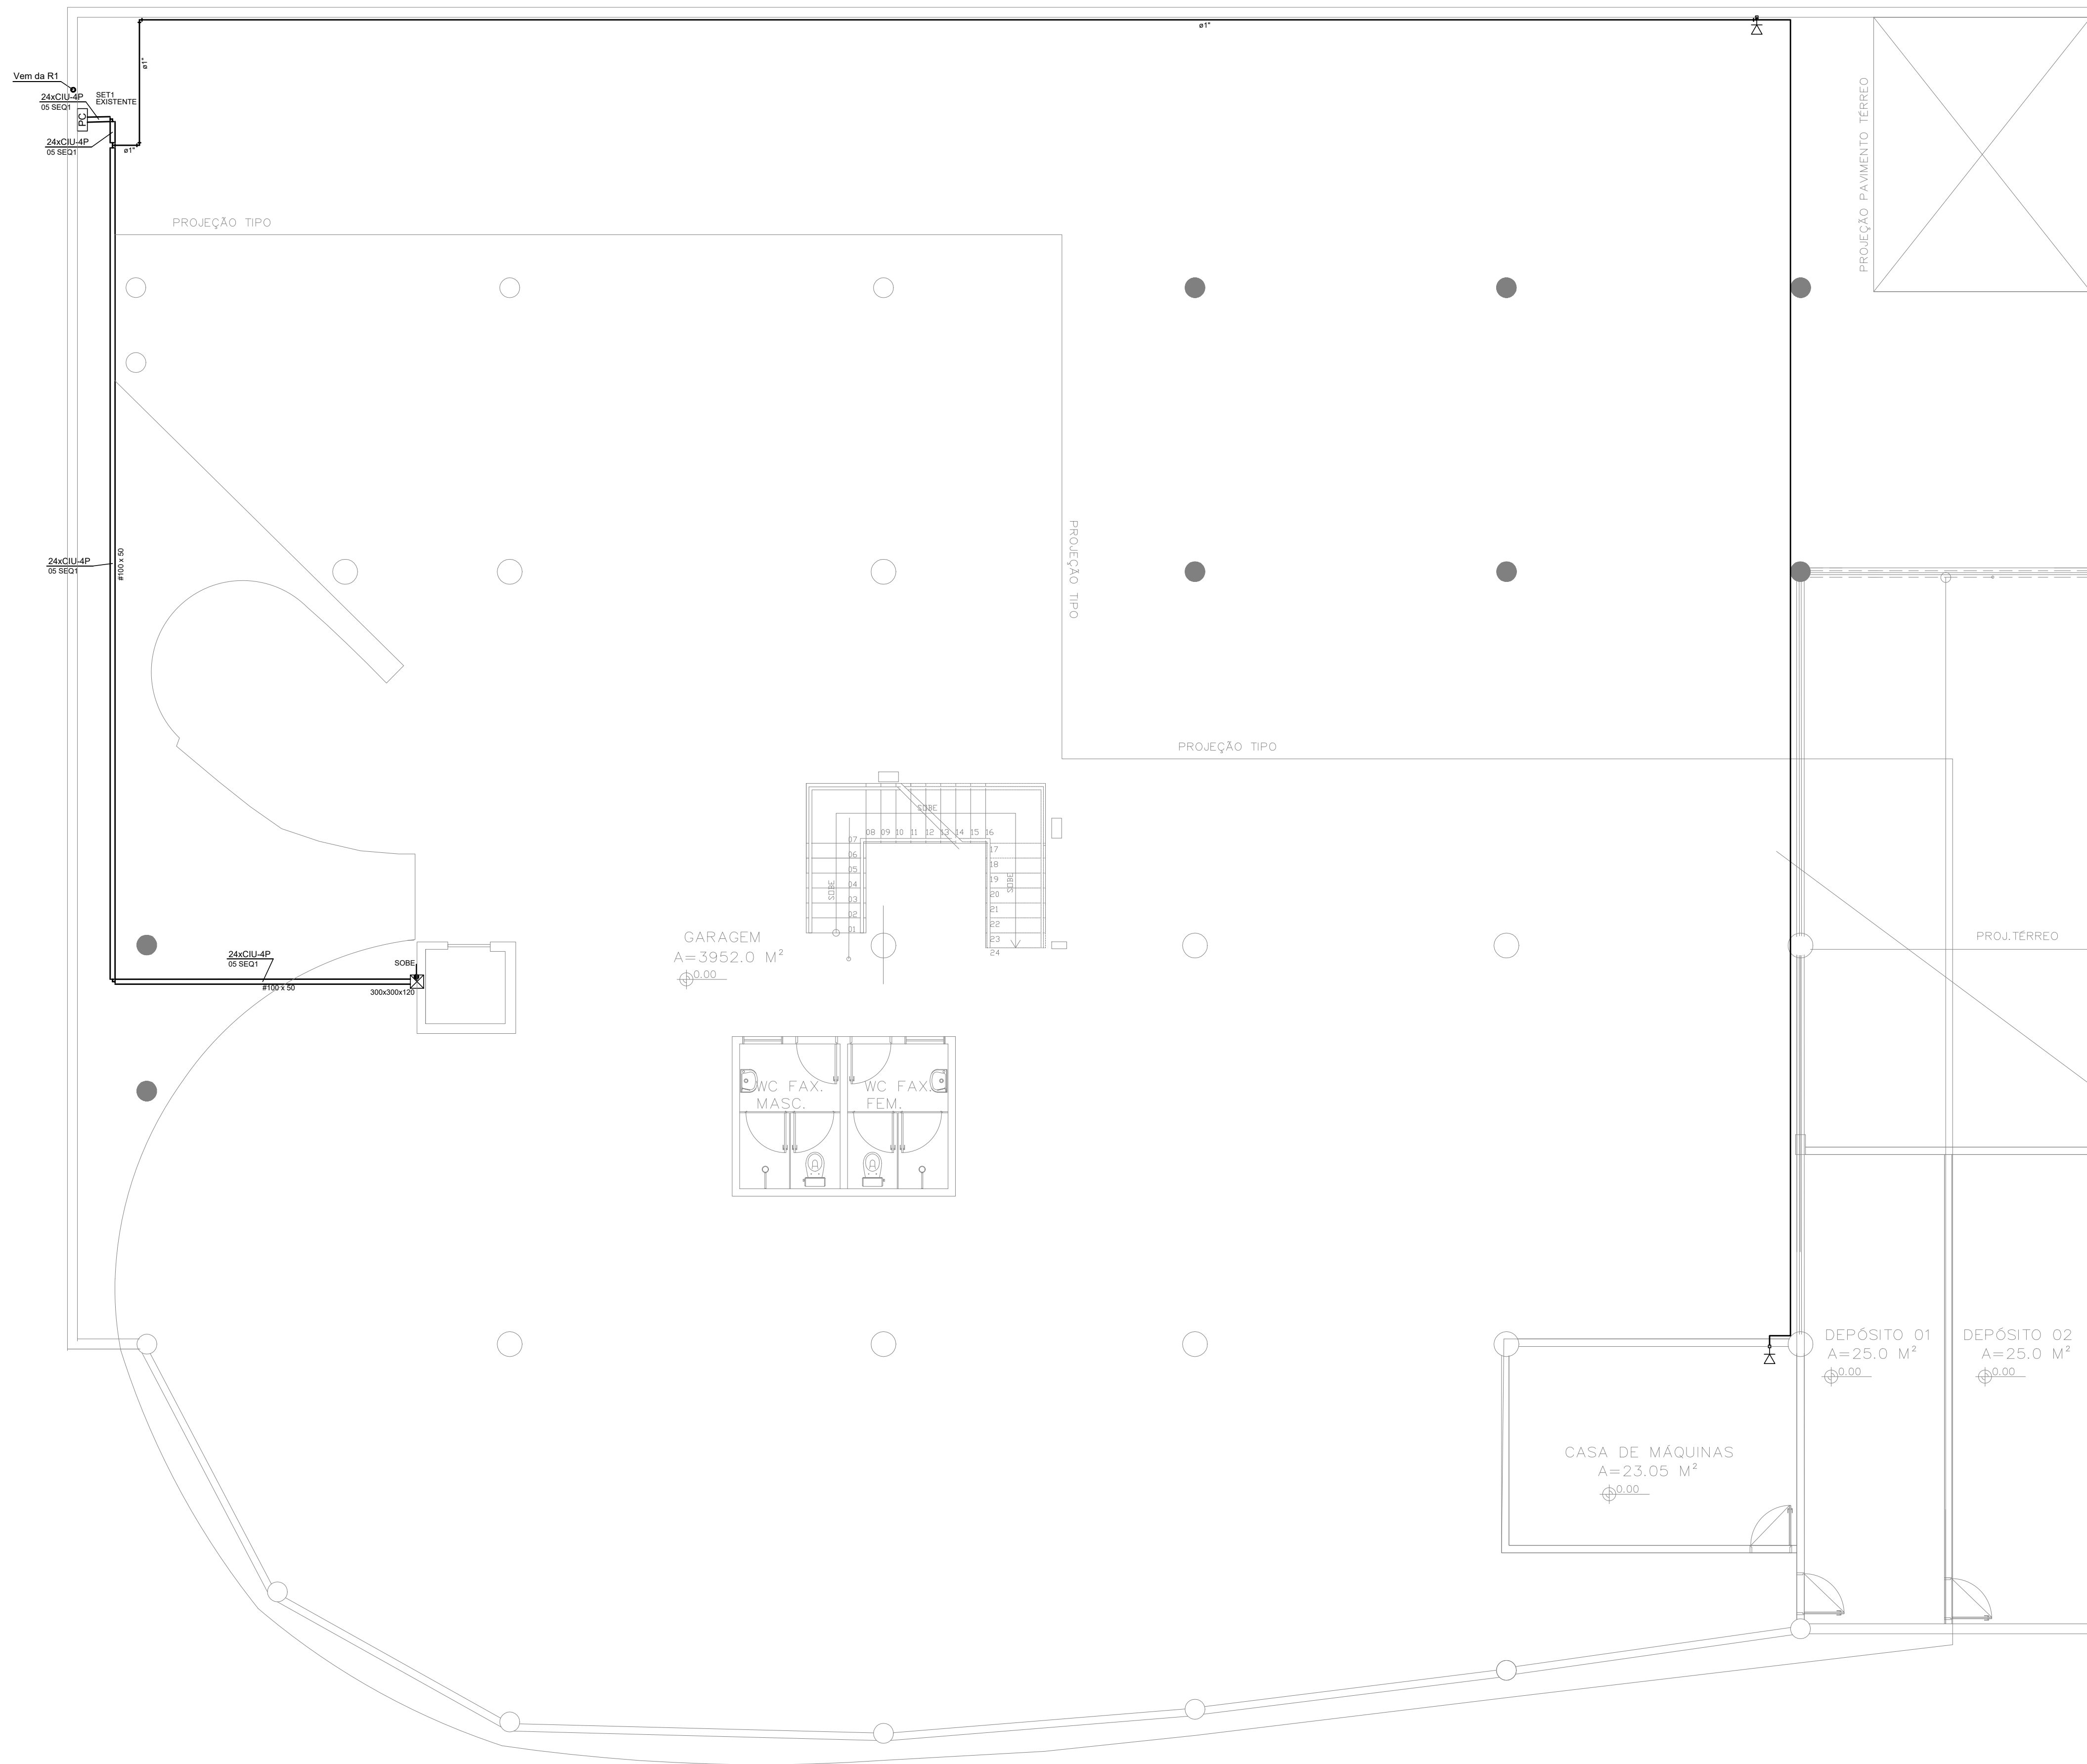 ø1"
Vem da R1
ø1"
24xCIU-4P
05 SEQ1
SET1
EXISTENTE
PC
24xCIU-4P
05 SEQ1
ø1"
PROJEÇÃO PAVIMENTO TÉRREO
PROJEÇÃO TIPO
24xCIU-4P
05 SEQ1
#100 x 50
PROJEÇÃO TIPO
PROJEÇÃO TIPO
SOBE
08 09 10 11 12 13 14 15 16
07
06
05
04
03
02
01
SOBE
17
18
19
20
21
22
23
24
SOBE
GARAGEM
A=3952.0 M²
0.00
PROJ.TÉRREO
24xCIU-4P
05 SEQ1
#100 x 50
SOBE
300x300x120
WC FAX.
MASC.
WC FAX.
FEM.
DEPÓSITO 01
A=25.0 M²
0.00
DEPÓSITO 02
A=25.0 M²
0.00
CASA DE MÁQUINAS
A=23.05 M²
0.00